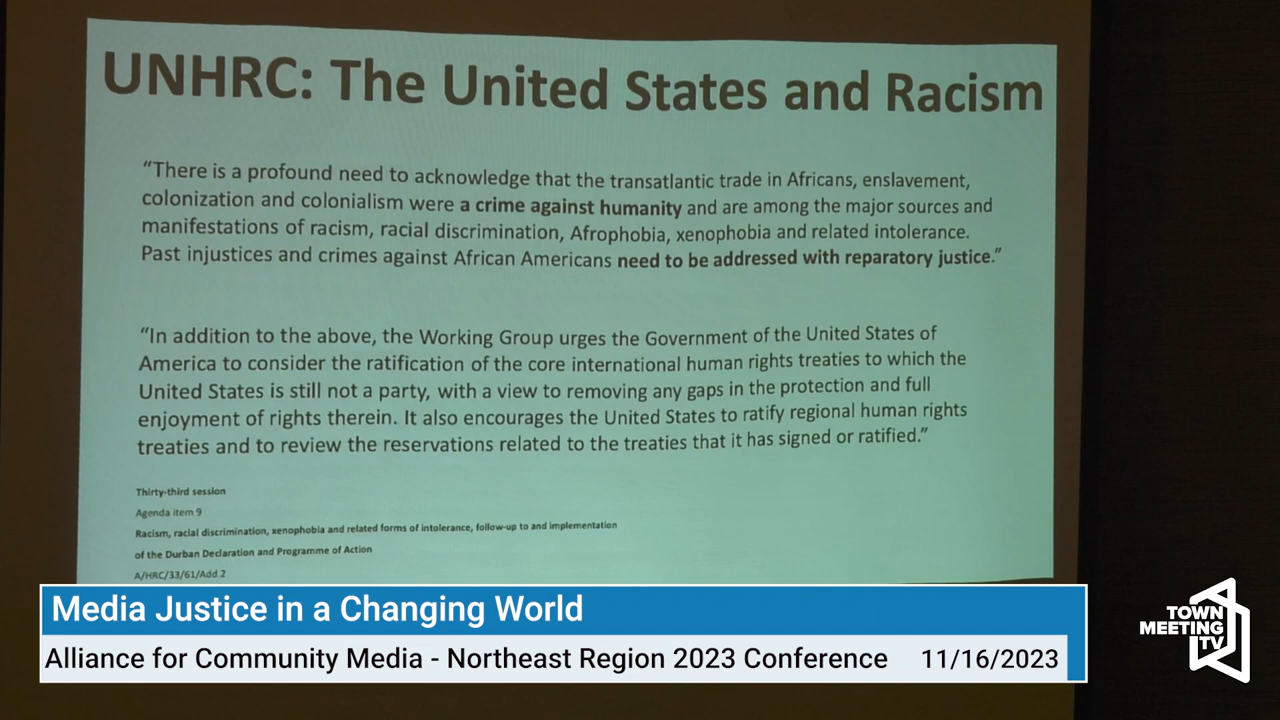 UNHRC: The United States and Racism
“There is a profound need to acknowledge that the transatlantic trade in Africans, enslavement,
colonization and colonialism were a crime against humanity and are among the major sources and
manifestations of racism, racial discrimination, Afrophobia, xenophobia and related intolerance.
Past injustices and crimes against African Americans need to be addressed with reparatory justice.”
“In addition to the above, the Working Group urges the Government of the United States of
America to consider the ratification of the core international human rights treaties to which the
United States is still not a party, with a view to removing any gaps in the protection and full
enjoyment of rights therein. It also encourages the United States to ratify regional human rights
treaties and to review the reservations related to the treaties that it has signed or ratified.”
Thirty-third session
Agenda item 9
Racism, racial discrimination, xenophobia and related forms of intolerance, follow-up to and implementation
of the Durban Declaration and Programme of Action
A/HRC/33/61/Add.2
Media Justice in a Changing World
Alliance for Community Media - Northeast Region 2023 Conference 11/16/2023
TOWN
MEETING
TV